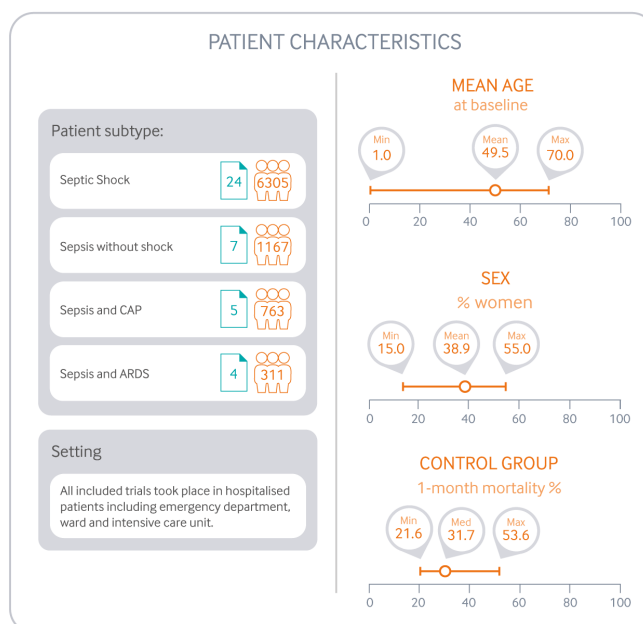 PATIENT CHARACTERISTICS
Patient subtype:
Septic Shock
24
6305
Sepsis without shock
7
1167
Sepsis and CAP
5
763
Sepsis and ARDS
4
311
Setting
All included trials took place in hospitalised
patients including emergency department,
ward and intensive care unit.
MEAN AGE
at baseline
Min
1.0
Mean
49.5
Max
70.0
0 20 40 60 80 100
SEX
% women
Min
15.0
Mean
38.9
Max
55.0
0 20 40 60 80 100
CONTROL GROUP
1-month mortality %
Min
21.6
Med
31.7
Max
53.6
0 20 40 60 80 100